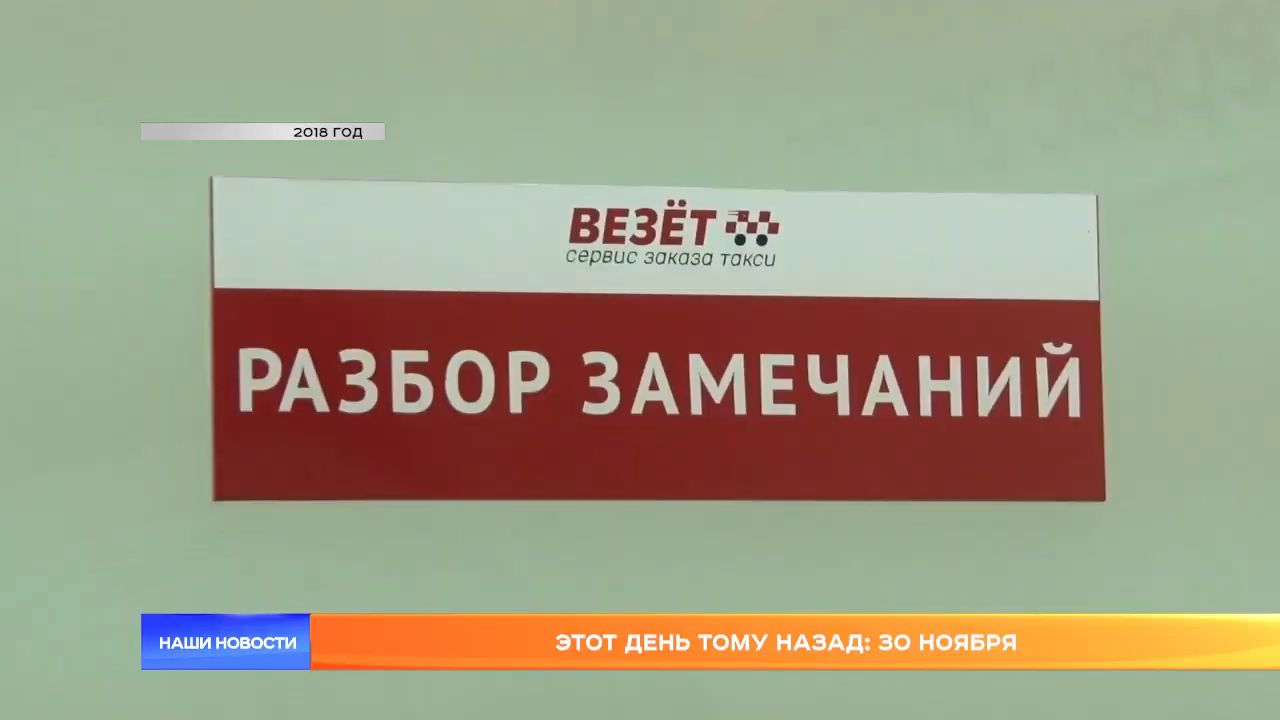 2018 ГОД
ВЕЗЁТ
сервис заказа такси
РАЗБОР ЗАМЕЧАНИЙ
НАШИ НОВОСТИ
ЭТОТ ДЕНЬ ТОМУ НАЗАД: 30 НОЯБРЯ